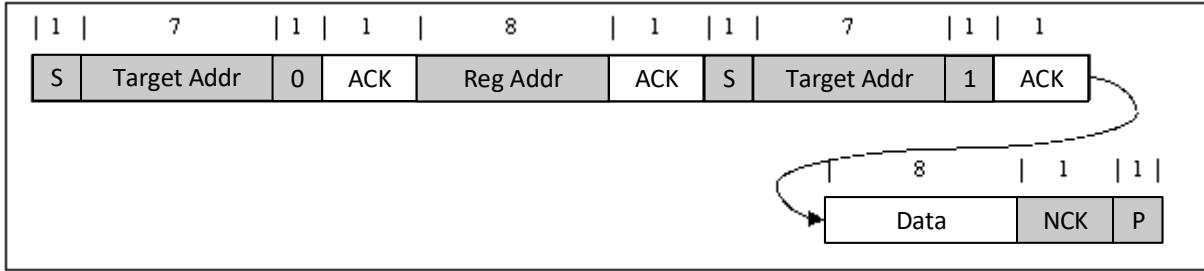 | 1 | 7 | 1 | 1 | 8 | 1 | 1 | 7 | 1 | 1
S Target Addr 0 ACK Reg Addr ACK S Target Addr 1 ACK
| 8 | 1 | 1 |
Data NCK P